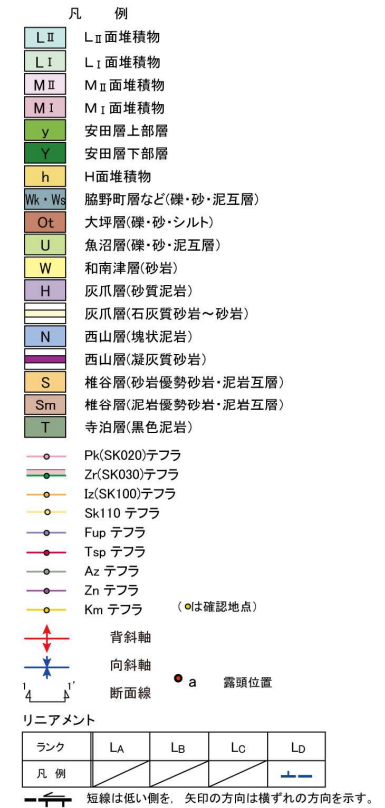 凡 例
LⅡ LⅡ面堆積物
LⅠ LⅠ面堆積物
MⅡ MⅡ面堆積物
MⅠ MⅠ面堆積物
y 安田層上部層
Y 安田層下部層
h H面堆積物
Wk・Ws 脇野町層など(礫・砂・泥互層)
Ot 大坪層(礫・砂・シルト)
U 魚沼層(礫・砂・泥互層)
W 和南津層(砂岩)
H 灰爪層(砂質泥岩)
灰爪層(石灰質砂岩~砂岩)
N 西山層(塊状泥岩)
西山層(凝灰質砂岩)
S 椎谷層(砂岩優勢砂岩・泥岩互層)
Sm 椎谷層(泥岩優勢砂岩・泥岩互層)
T 寺泊層(黒色泥岩)
Pk(SK020)テフラ
Zr(SK030)テフラ
Iz(SK100)テフラ
Sk110 テフラ
Fup テフラ
Tsp テフラ
Az テフラ
Zn テフラ
Km テフラ (●は確認地点)
背斜軸
向斜軸
a 露頭位置
1 1' 断面線
リニアメント
ランク LA LB LC LD
凡 例
短線は低い側を, 矢印の方向は横ずれの方向を示す。